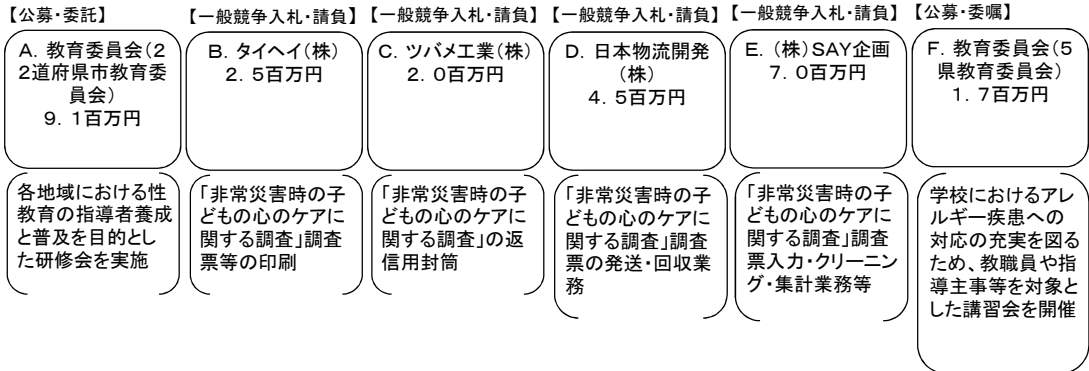 【公募・委託】
A. 教育委員会(2
2道府県市教育委
員会)
9. 1百万円
各地域における性
教育の指導者養成
と普及を目的とし
た研修会を実施
【一般競争入札・請負】
B. タイヘイ(株)
2. 5百万円
「非常災害時の子
どもの心のケアに
関する調査」調査
票等の印刷
【一般競争入札・請負】
C. ツバメ工業(株)
2. 0百万円
「非常災害時の子
どもの心のケアに
関する調査」の返
信用封筒
【一般競争入札・請負】
D. 日本物流開発
(株)
4. 5百万円
「非常災害時の子
どもの心のケアに
関する調査」調査
票の発送・回収業
務
【一般競争入札・請負】
E. (株)SAY企画
7. 0百万円
「非常災害時の子
どもの心のケアに
関する調査」調査
票入力・クリーニン
グ・集計業務等
【公募・委嘱】
F. 教育委員会(5
県教育委員会)
1. 7百万円
学校におけるアレ
ルギー疾患への
対応の充実を図る
ため、教職員や指
導主事等を対象と
した講習会を開催